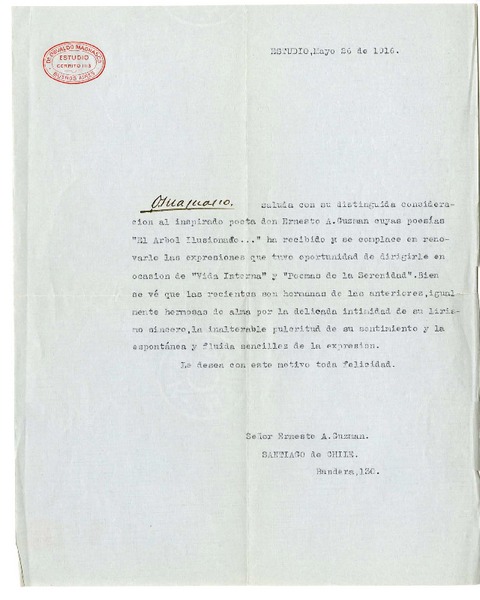 DR. OSVALDO MAGNASCO
ESTUDIO
CERRITO
BUENOS AIRES
ESTUDIO,Mayo 26 de 1916.
OMagnasco. saluda con su distinguida considera-
cion al inspirado poeta don Ernesto A.Guzman cuyas poesías
"El Arbol Ilusionado..." ha recibido y se complace en reno-
varle las expresiones que tuvo oportunidad de dirigirle en
ocasion de "Vida Interna" y "Poemas de la Serenidad".Bien
se vé que las recientes son hermanas de las anteriores,igual-
mente hermosas de alma por la delicada intimidad de su liris-
mo sincero,la inalterable pulcritud de su sentimiento y la
espontánea y fluida sencillez de la expresion.
Le desea con este motivo toda felicidad.
Señor Ernesto A.Guzman.
SANTIAGO de CHILE.
Bandera,130.